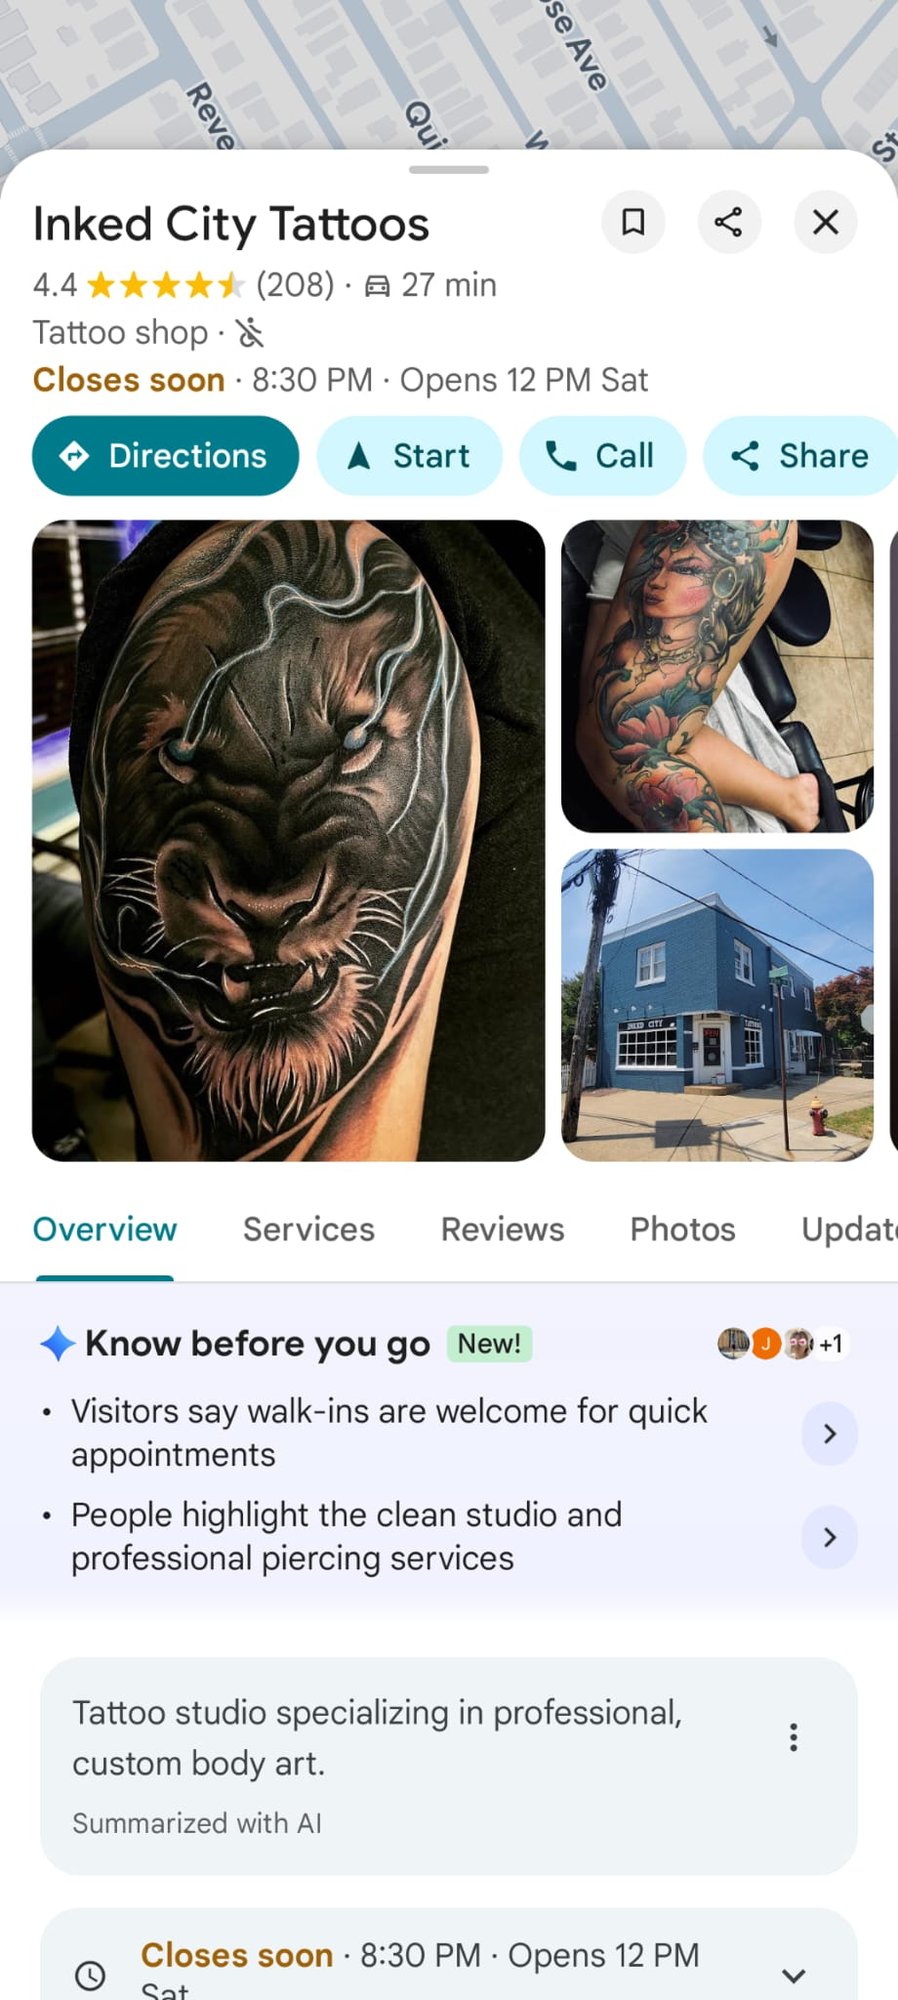 se Ave
Reve
Qui
W
St
Inked City Tattoos
4.4 (208) · 27 min
Tattoo shop ·
Closes soon · 8:30 PM · Opens 12 PM Sat
Directions
Start
Call
Share
INKED CITY
Overview
Services
Reviews
Photos
Update
Know before you go
New!
J
+1
• Visitors say walk-ins are welcome for quick
appointments
• People highlight the clean studio and
professional piercing services
Tattoo studio specializing in professional,
custom body art.
Summarized with AI
Closes soon · 8:30 PM · Opens 12 PM
Sat